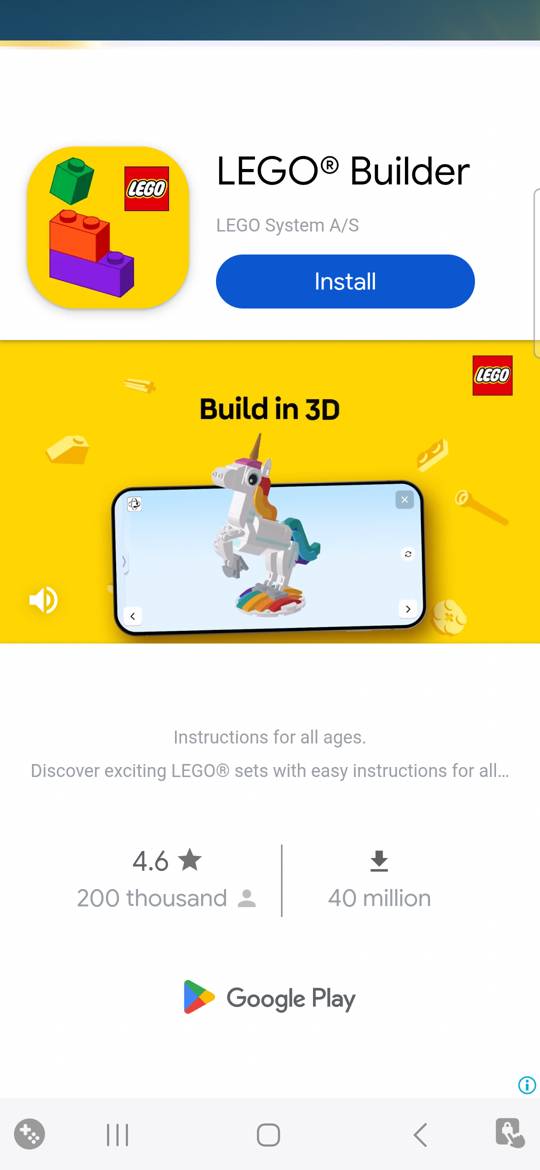 LEGO
LEGO® Builder
LEGO System A/S
Install
LEGO
Build in 3D
Instructions for all ages.
Discover exciting LEGO® sets with easy instructions for all...
4.6
200 thousand
40 million
Google Play